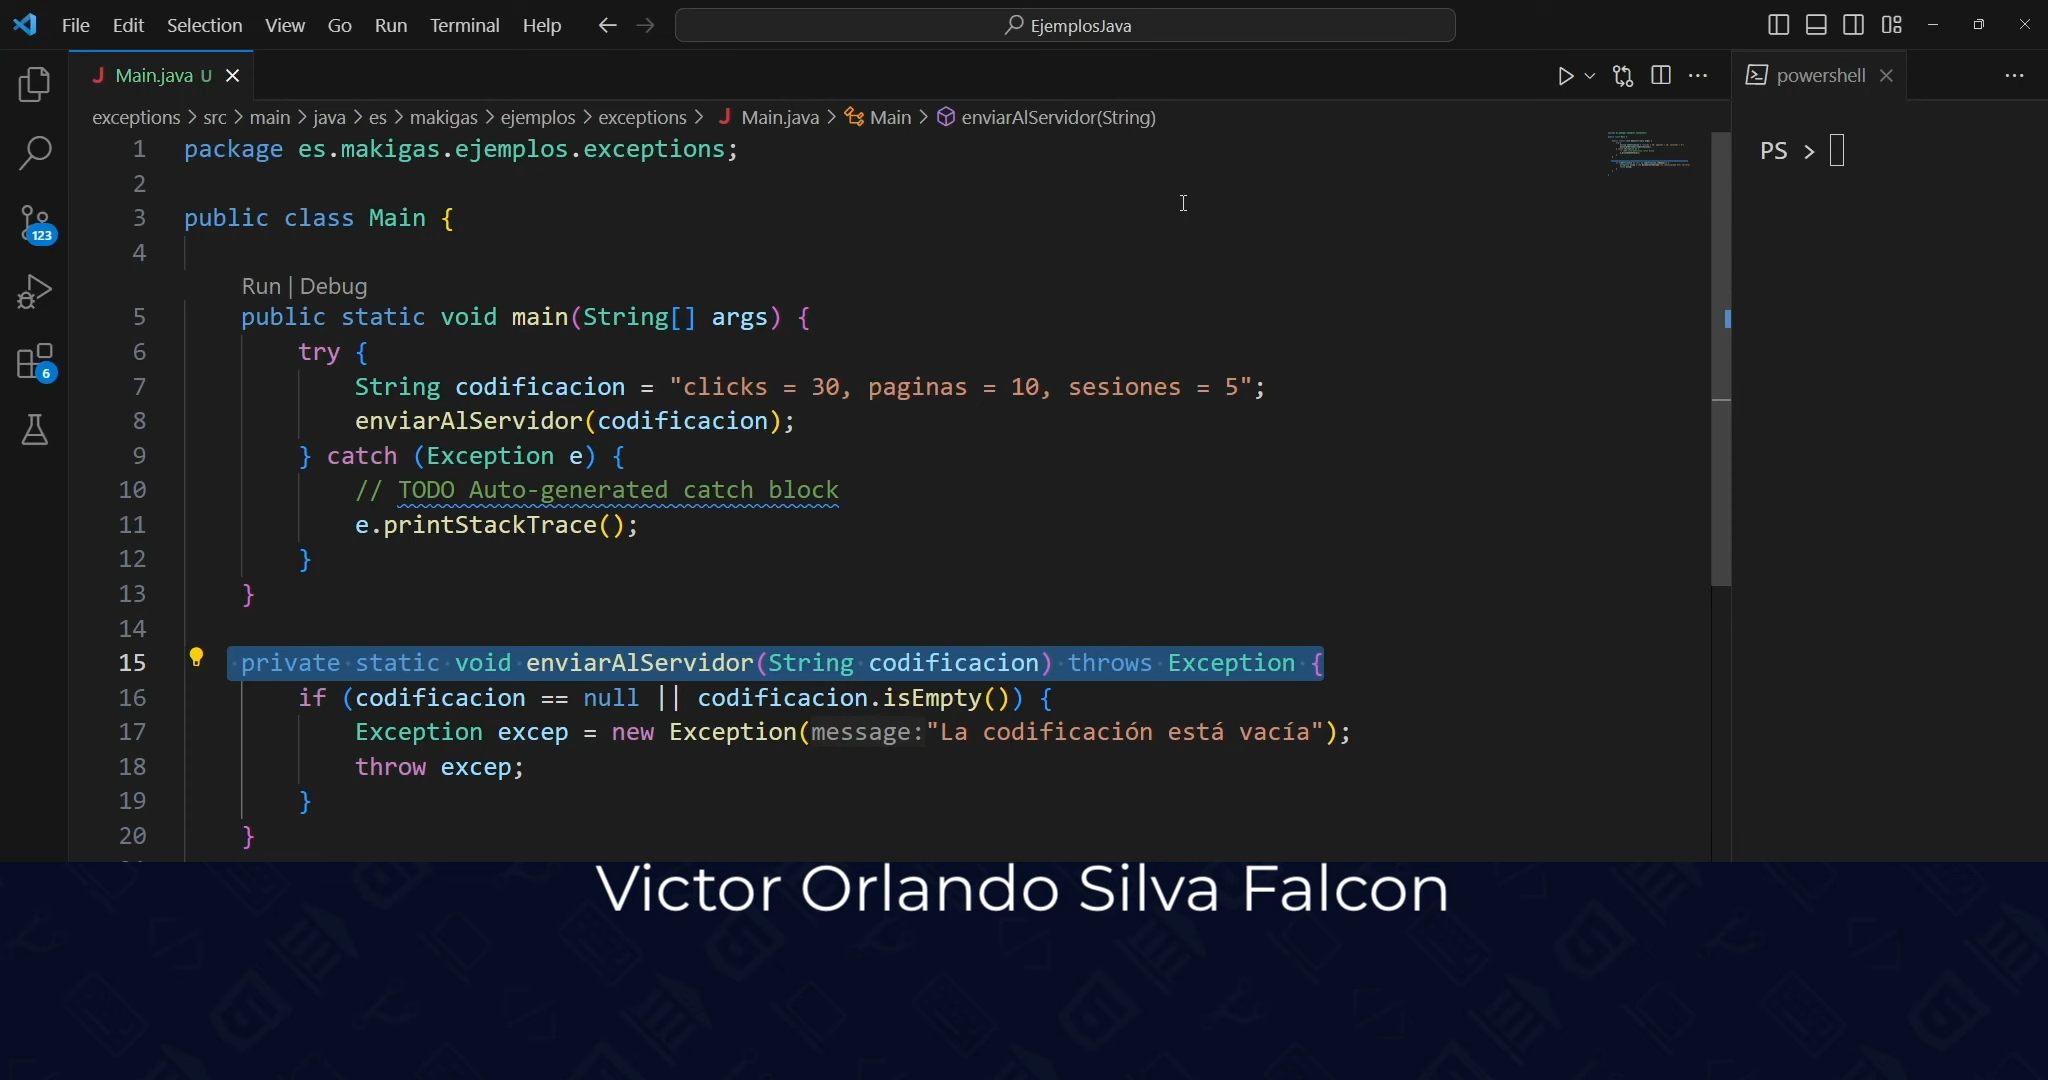 File Edit Selection View Go Run Terminal Help EjemplosJava
Main.java U powershell
exceptions > src > main > java > es > makigas > ejemplos > exceptions > Main.java > Main > enviarAlServidor(String)
PS >
1 package es.makigas.ejemplos.exceptions;
2
3 public class Main {
4
Run | Debug
5 public static void main(String[] args) {
6 try {
7 String codificacion = "clicks = 30, paginas = 10, sesiones = 5";
8 enviarAlServidor(codificacion);
9 } catch (Exception e) {
10 // TODO Auto-generated catch block
11 e.printStackTrace();
12 }
13 }
14
15 private static void enviarAlServidor(String codificacion) throws Exception {
16 if (codificacion == null || codificacion.isEmpty()) {
17 Exception excep = new Exception(message:"La codificación está vacía");
18 throw excep;
19 }
20 }
123
6
Victor Orlando Silva Falcon